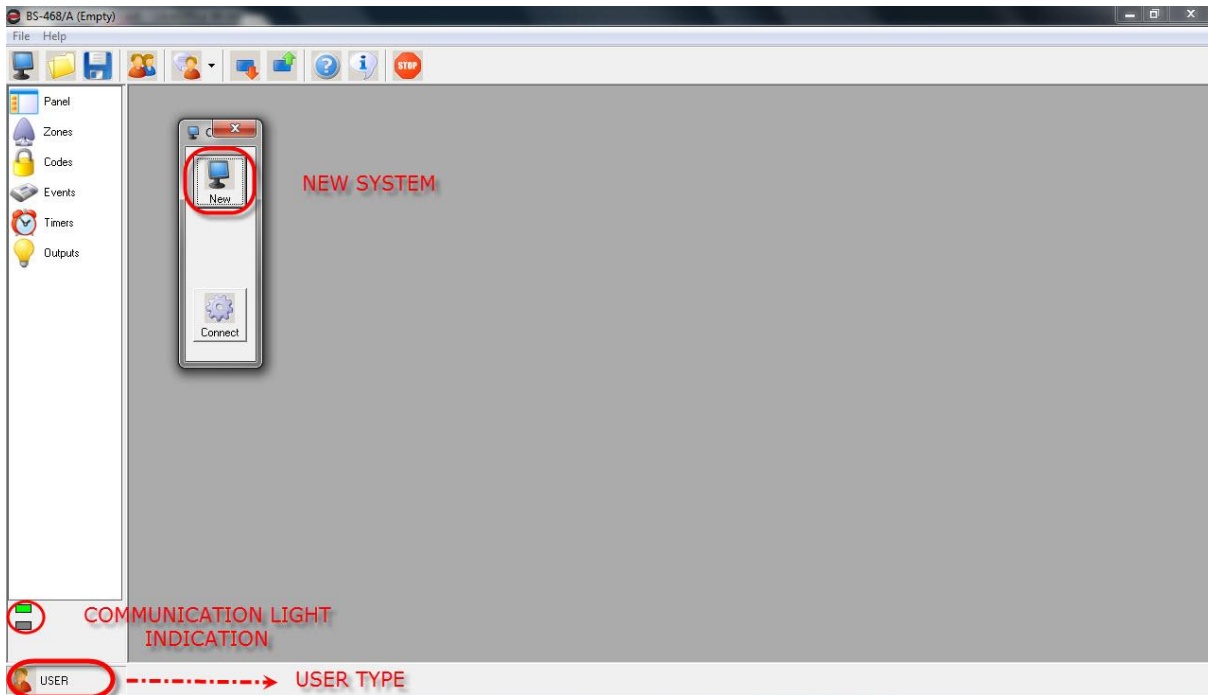 BS-468/A (Empty)
File Help
STOP
Panel
Zones
Codes
Events
Timers
Outputs
New
NEW SYSTEM
Connect
COMMUNICATION LIGHT
INDICATION
USER
USER TYPE